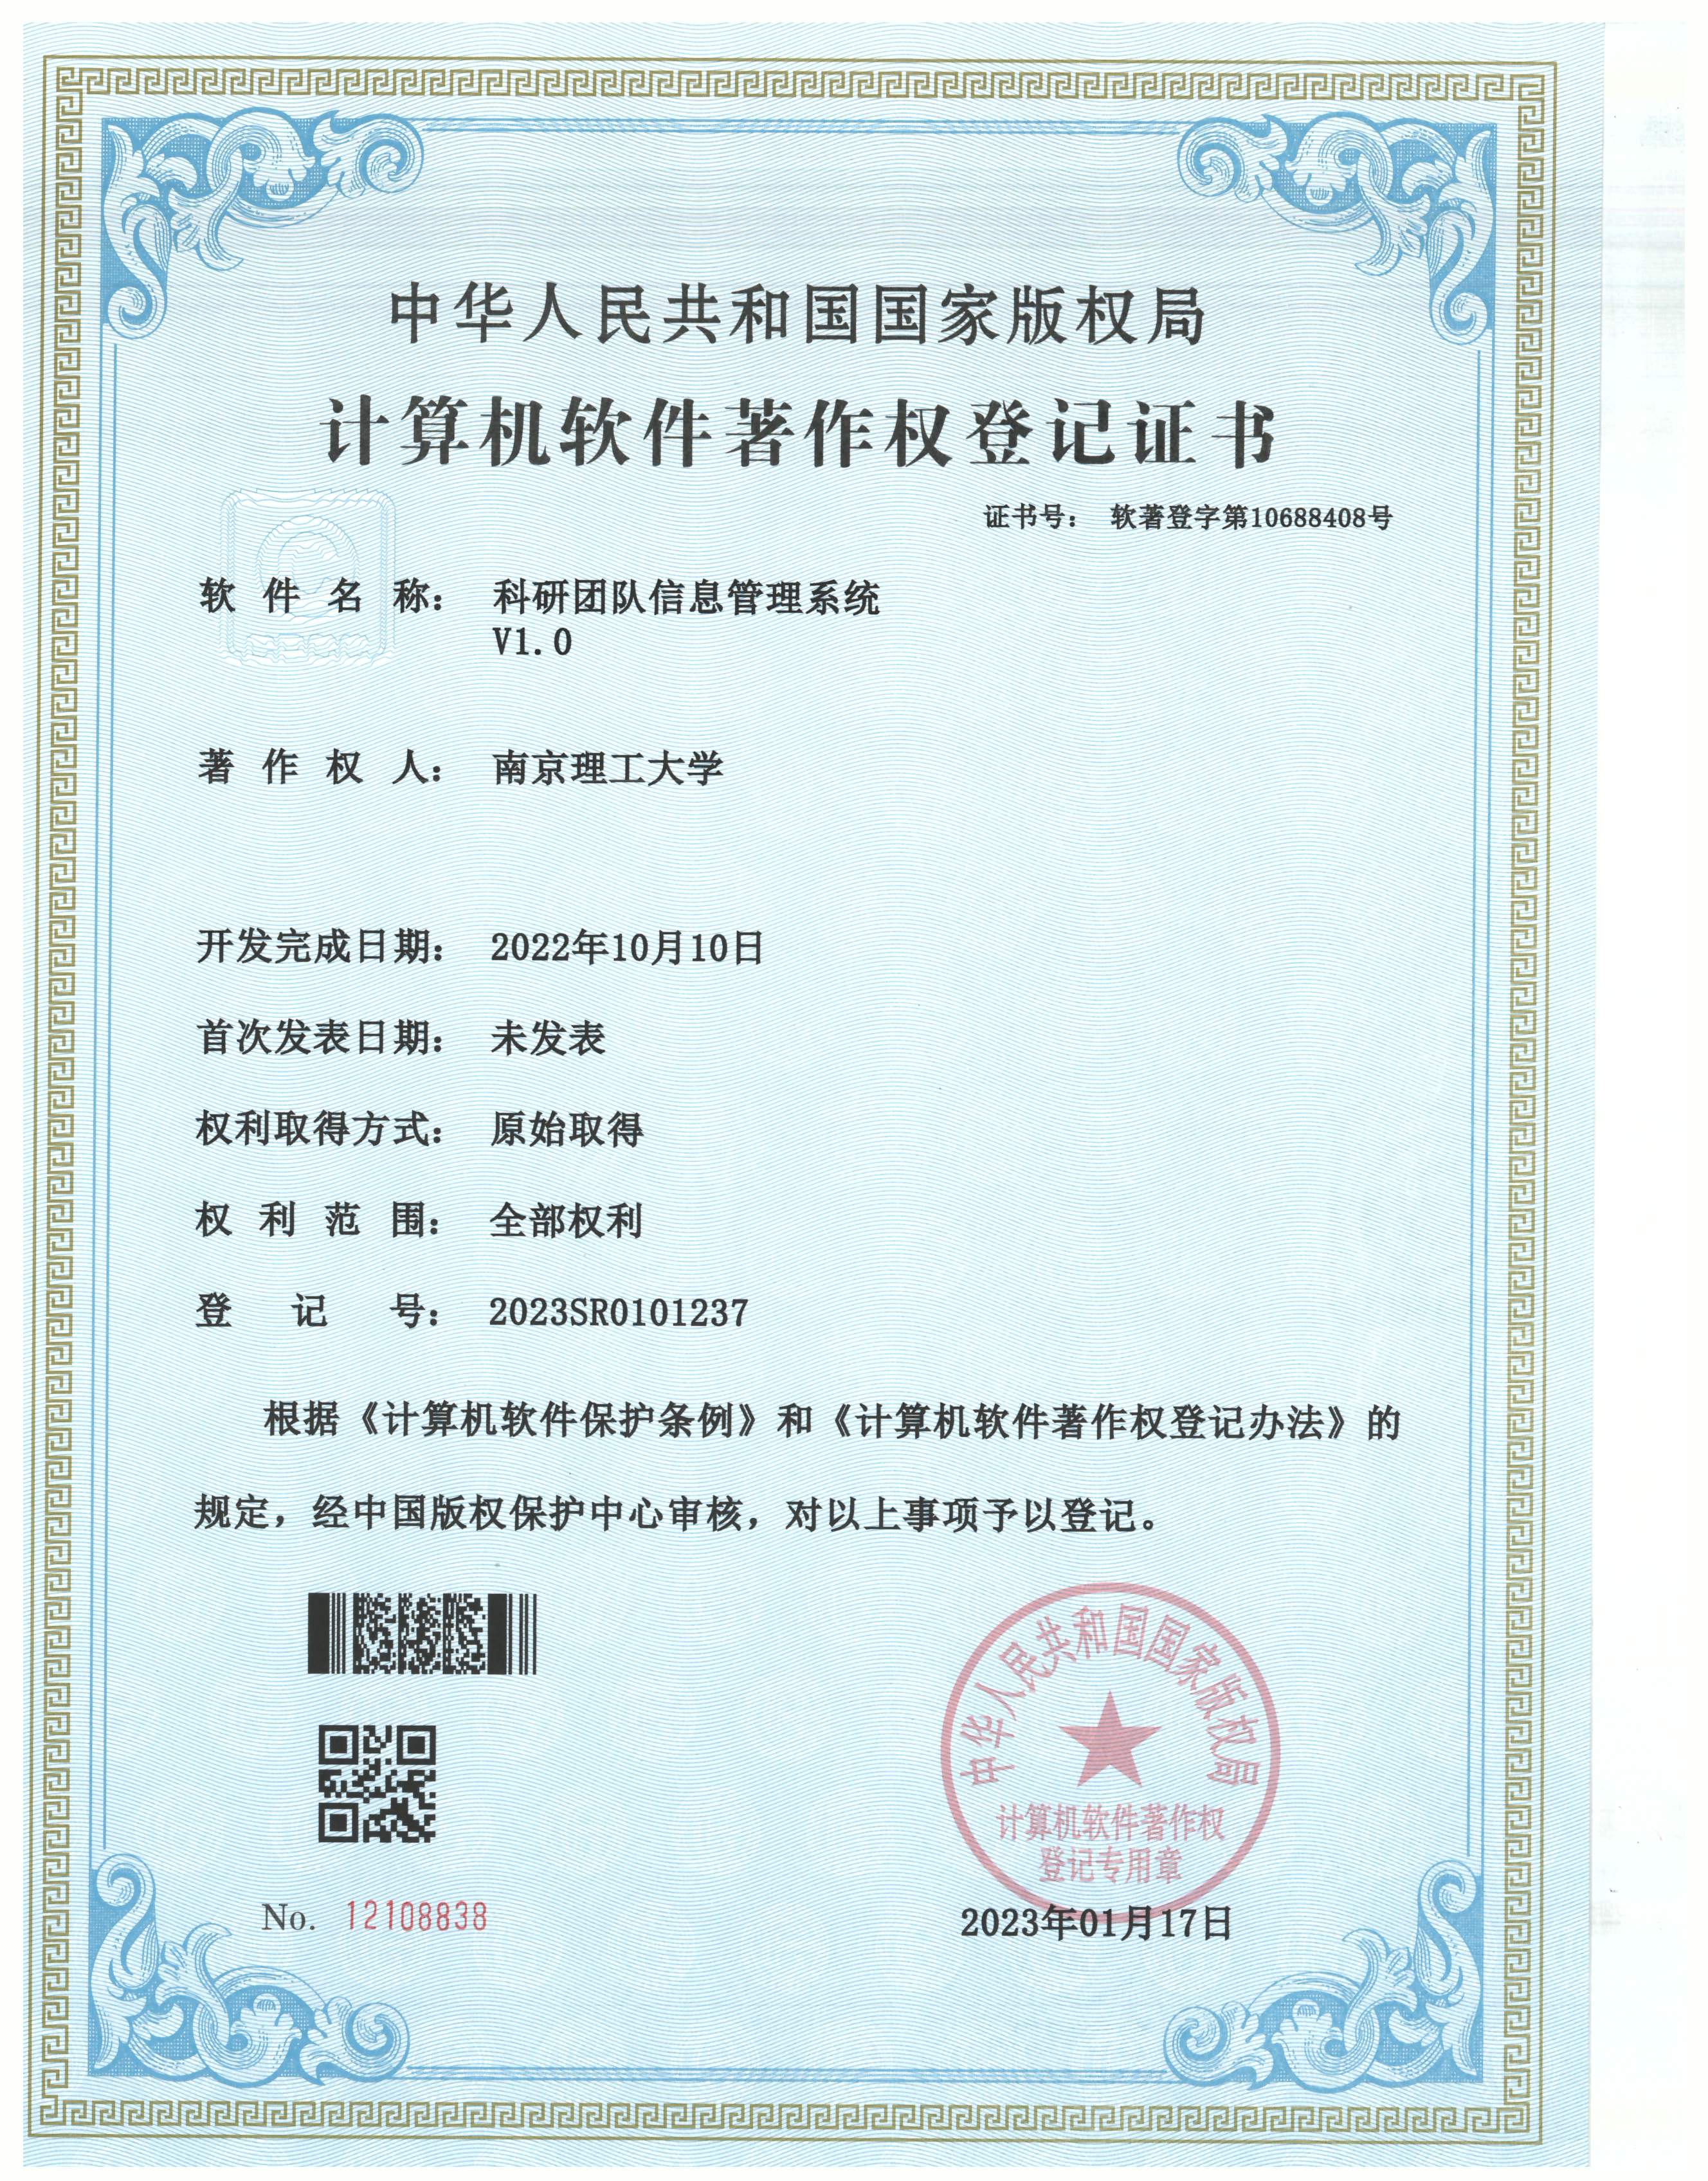 中华人民共和国国家版权局
计算机软件著作权登记证书
证书号： 软著登字第10688408号
软件名称： 科研团队信息管理系统
V1.0
著作权人： 南京理工大学
开发完成日期： 2022年10月10日
首次发表日期： 未发表
权利取得方式： 原始取得
权利范围： 全部权利
登记号： 2023SR0101237
根据《计算机软件保护条例》和《计算机软件著作权登记办法》的
规定，经中国版权保护中心审核，对以上事项予以登记。
中华人民共和国国家版权局
计算机软件著作权
登记专用章
No. 12108838
2023年01月17日